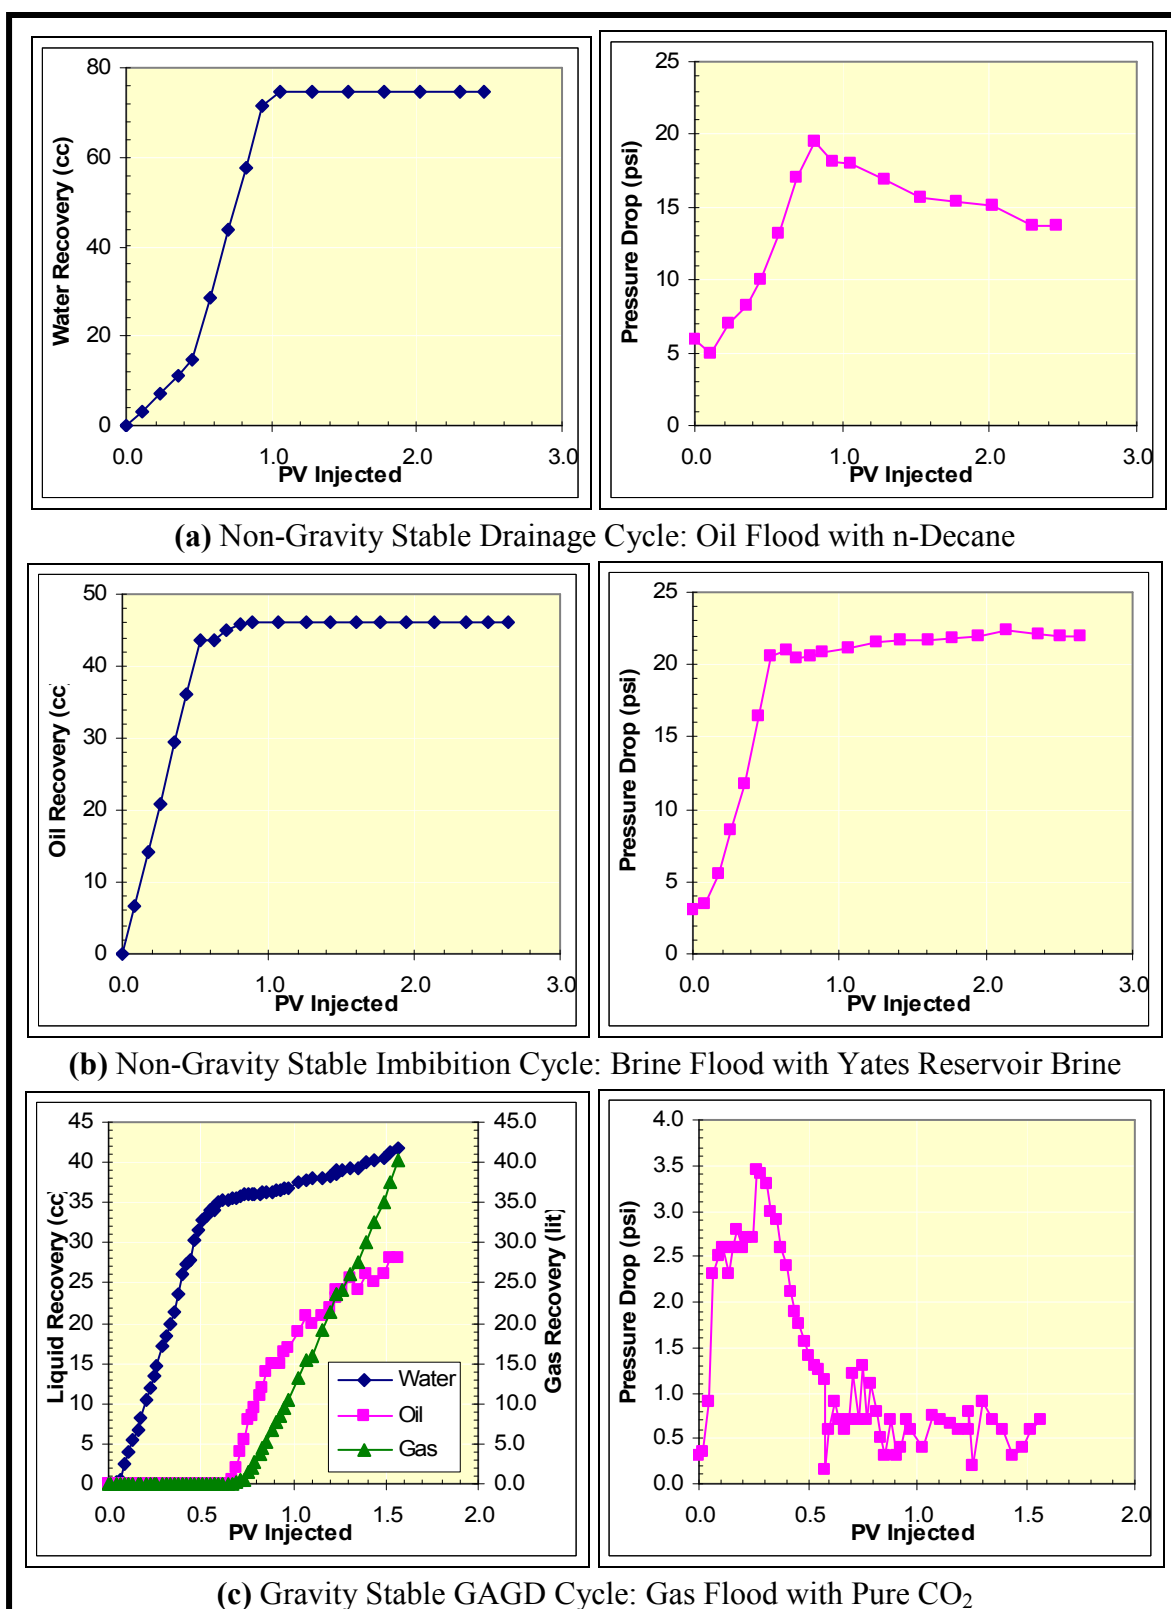 80
60
40
20
0
Water Recovery (cc)
0.0 1.0 2.0 3.0
PV Injected
25
20
15
10
5
0
Pressure Drop (psi)
0.0 1.0 2.0 3.0
PV Injected
(a) Non-Gravity Stable Drainage Cycle: Oil Flood with n-Decane
50
40
30
20
10
0
Oil Recovery (cc)
0.0 1.0 2.0 3.0
PV Injected
25
20
15
10
5
0
Pressure Drop (psi)
0.0 1.0 2.0 3.0
PV Injected
(b) Non-Gravity Stable Imbibition Cycle: Brine Flood with Yates Reservoir Brine
45
40
35
30
25
20
15
10
5
0
Liquid Recovery (cc)
45.0
40.0
35.0
30.0
25.0
20.0
15.0
10.0
5.0
0.0
Gas Recovery (lit)
Water
Oil
Gas
0.0 0.5 1.0 1.5 2.0
PV Injected
4.0
3.5
3.0
2.5
2.0
1.5
1.0
0.5
0.0
Pressure Drop (psi)
0.0 0.5 1.0 1.5 2.0
PV Injected
(c) Gravity Stable GAGD Cycle: Gas Flood with Pure CO₂